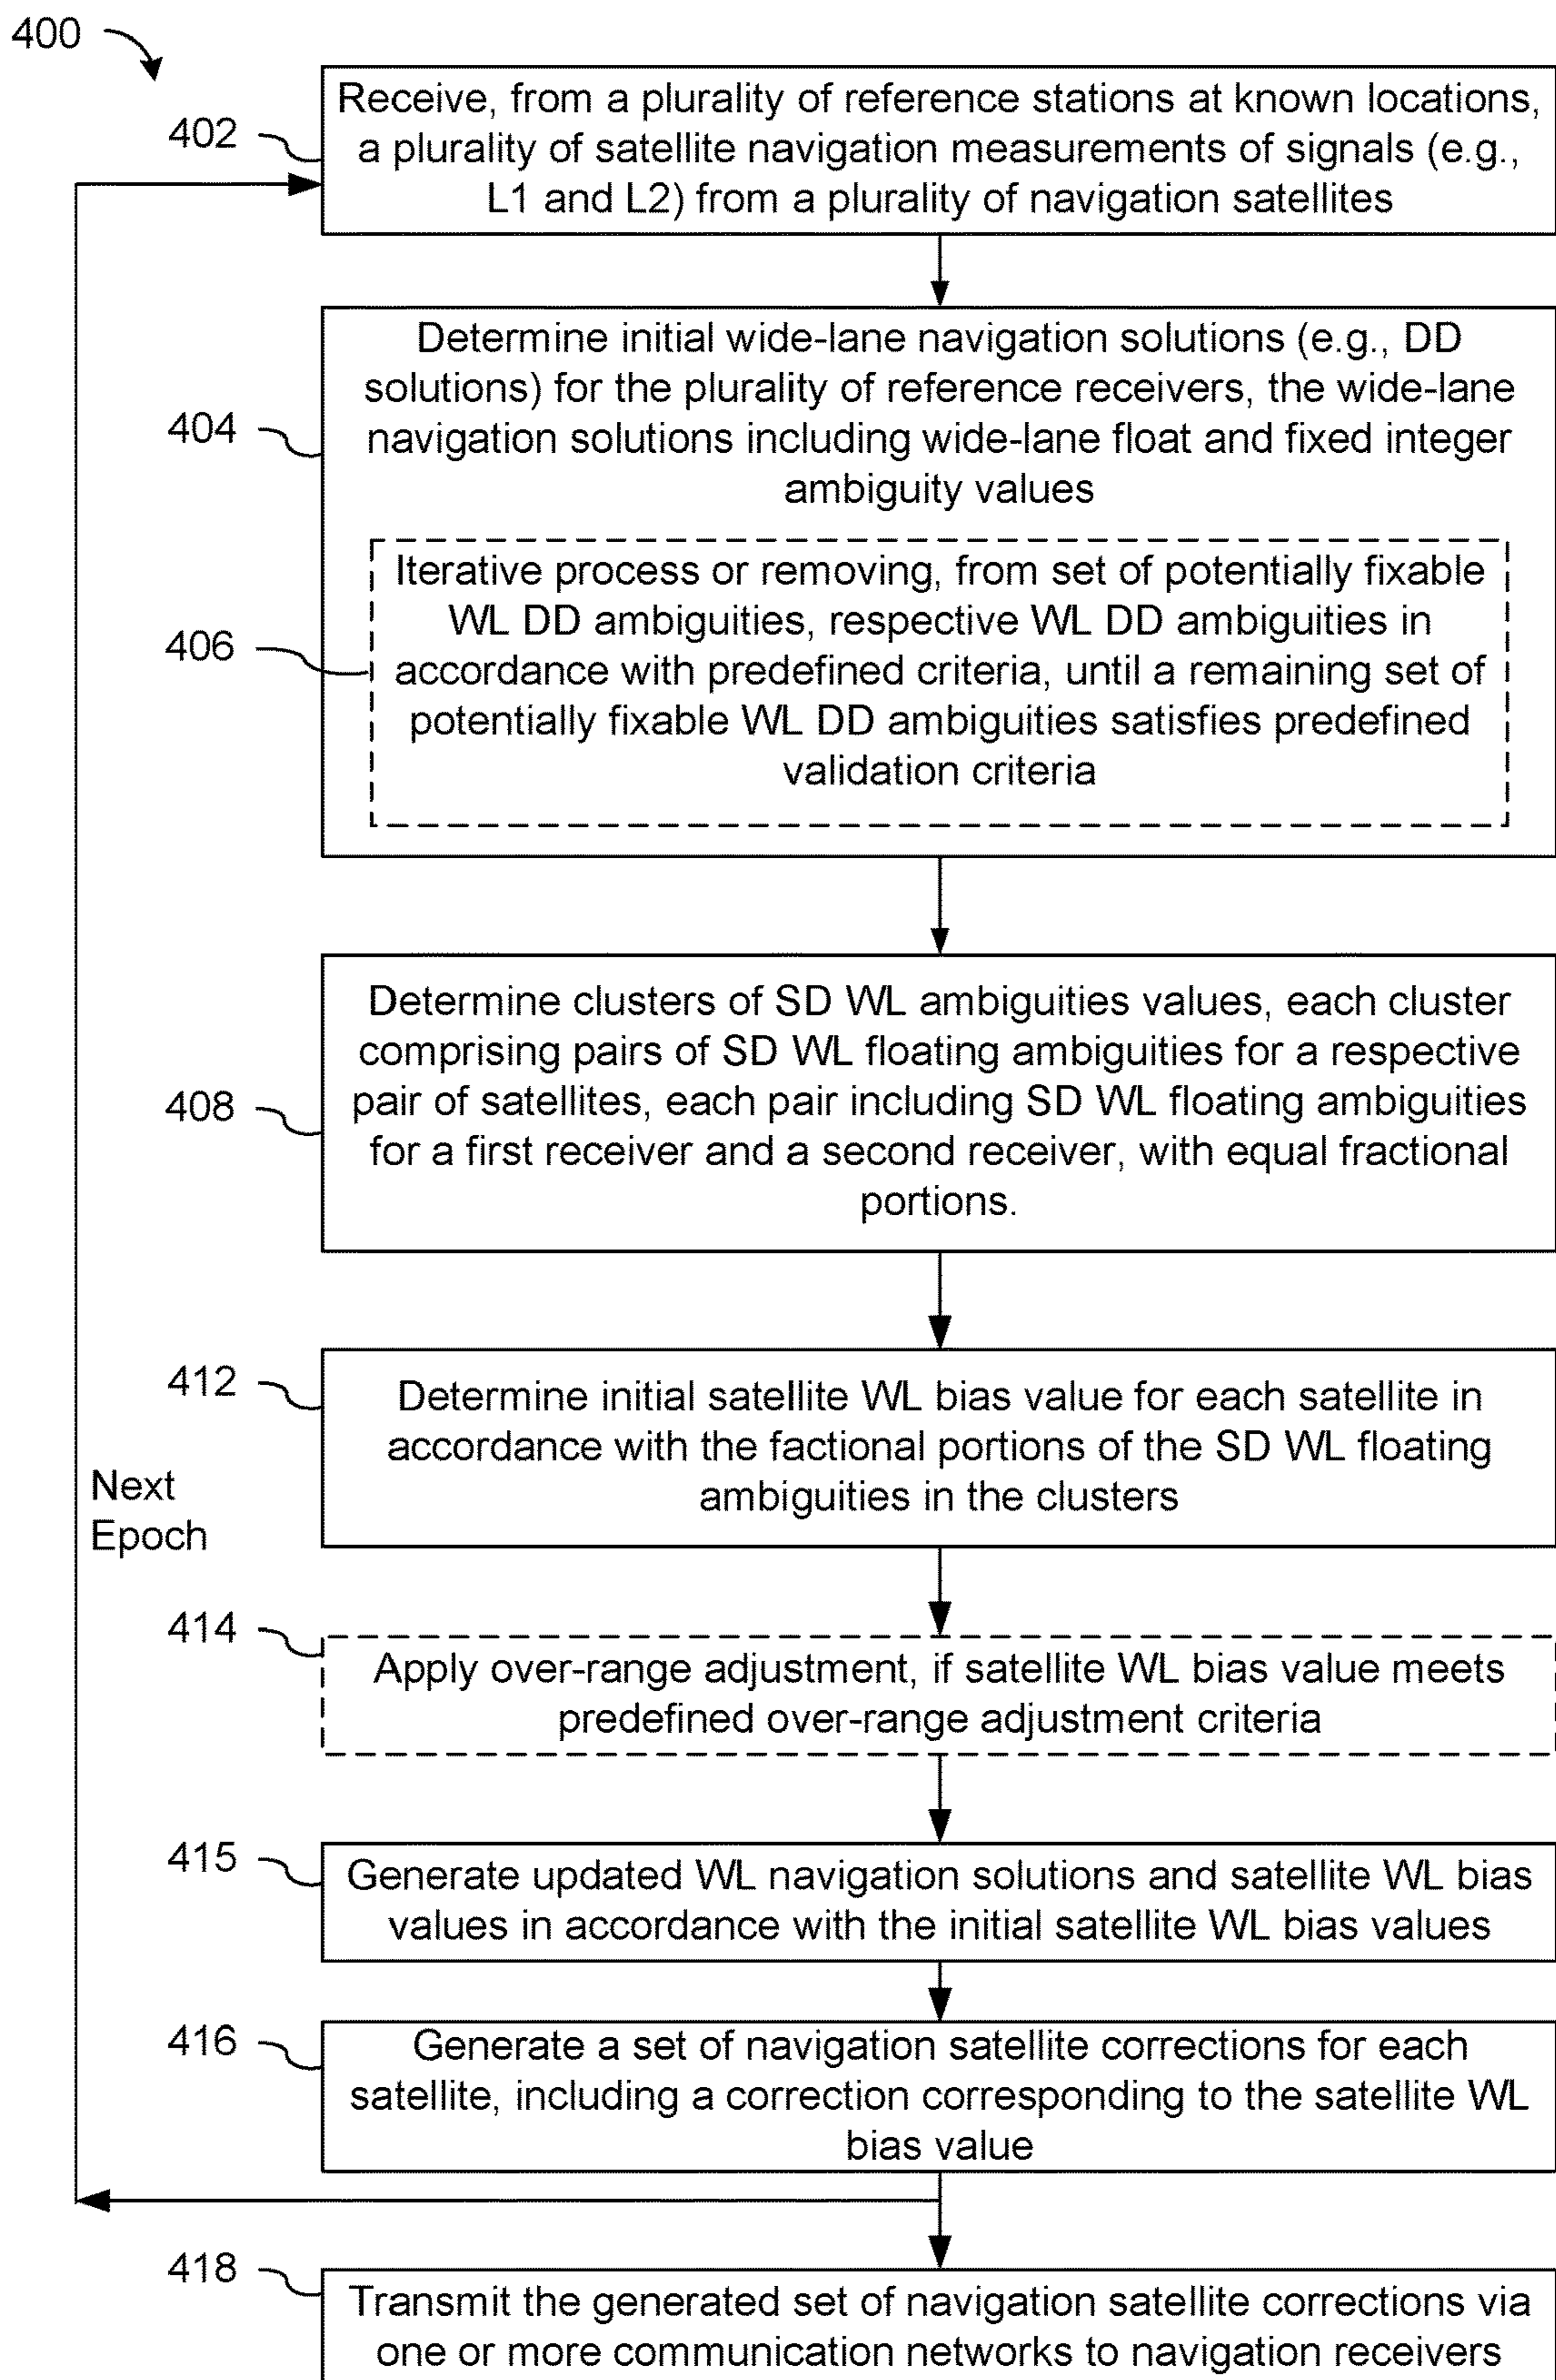 400
402
Receive, from a plurality of reference stations at known locations,
a plurality of satellite navigation measurements of signals (e.g.,
L1 and L2) from a plurality of navigation satellites
404
Determine initial wide-lane navigation solutions (e.g., DD
solutions) for the plurality of reference receivers, the wide-lane
navigation solutions including wide-lane float and fixed integer
ambiguity values
406
Iterative process or removing, from set of potentially fixable
WL DD ambiguities, respective WL DD ambiguities in
accordance with predefined criteria, until a remaining set of
potentially fixable WL DD ambiguities satisfies predefined
validation criteria
408
Determine clusters of SD WL ambiguities values, each cluster
comprising pairs of SD WL floating ambiguities for a respective
pair of satellites, each pair including SD WL floating ambiguities
for a first receiver and a second receiver, with equal fractional
portions.
412
Determine initial satellite WL bias value for each satellite in
accordance with the factional portions of the SD WL floating
ambiguities in the clusters
Next
Epoch
414
Apply over-range adjustment, if satellite WL bias value meets
predefined over-range adjustment criteria
415
Generate updated WL navigation solutions and satellite WL bias
values in accordance with the initial satellite WL bias values
416
Generate a set of navigation satellite corrections for each
satellite, including a correction corresponding to the satellite WL
bias value
418
Transmit the generated set of navigation satellite corrections via
one or more communication networks to navigation receivers